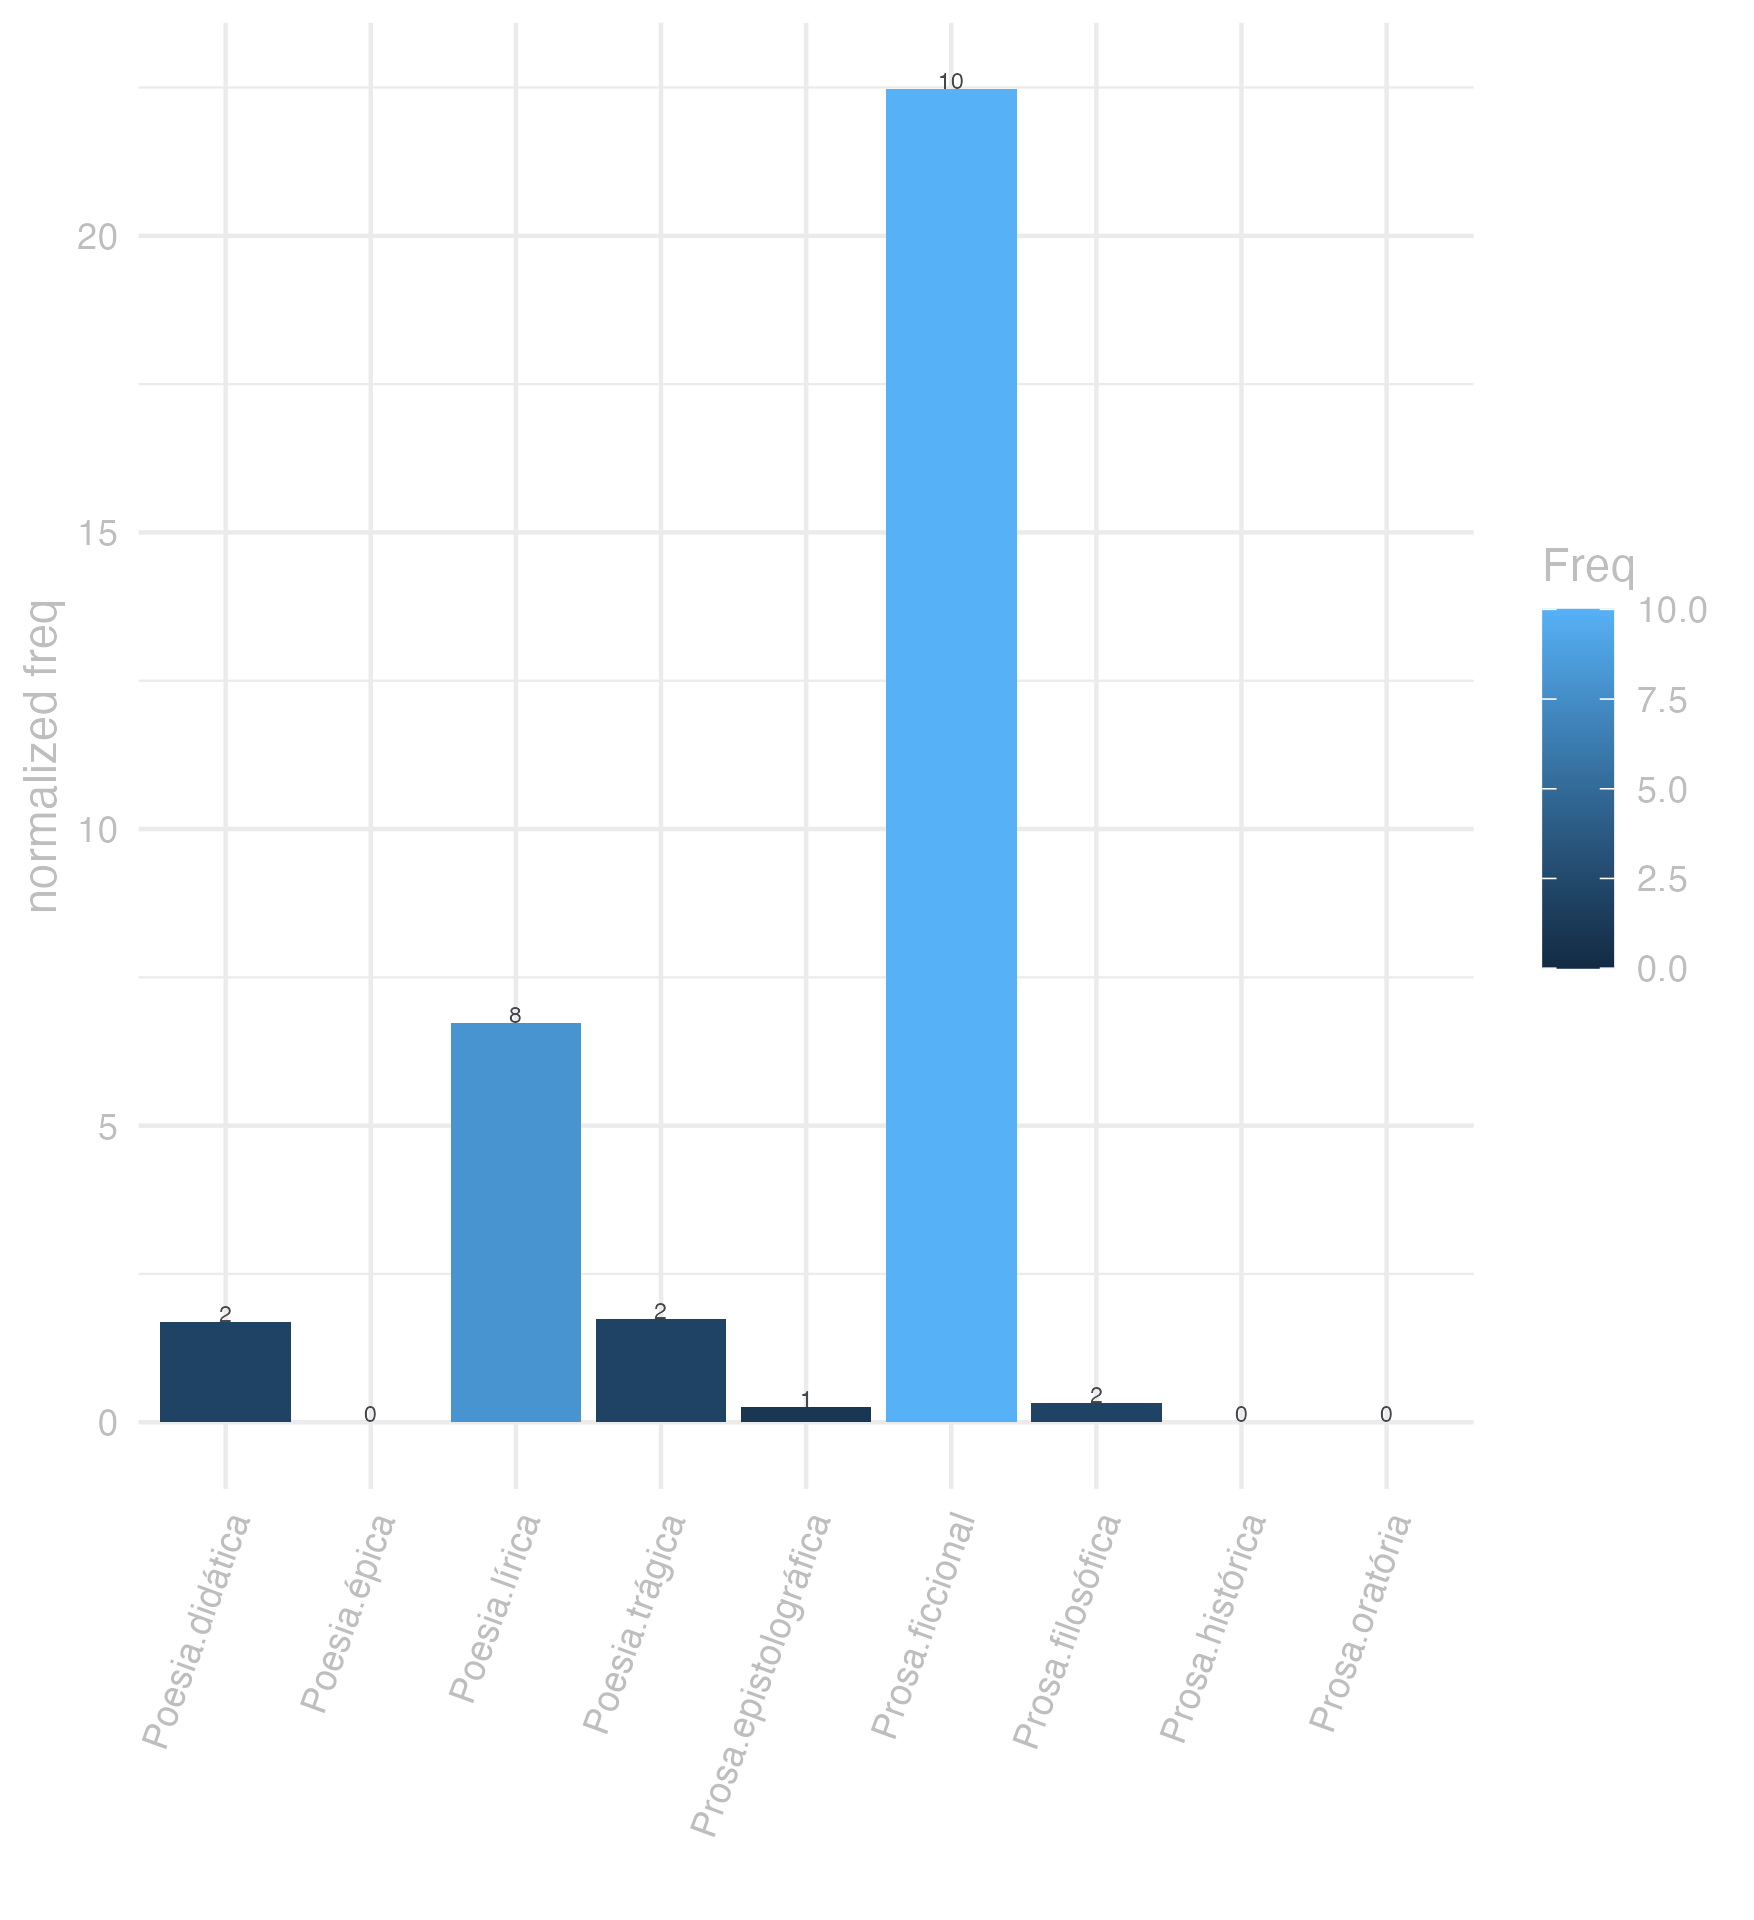 normalized freq
20
15
10
5
0
2
0
8
2
1
10
2
0
0
Poesia.didática
Poesia.épica
Poesia.lírica
Poesia.trágica
Prosa.epistolográfica
Prosa.ficcional
Prosa.filosófica
Prosa.histórica
Prosa.oratória
Freq
10.0
7.5
5.0
2.5
0.0